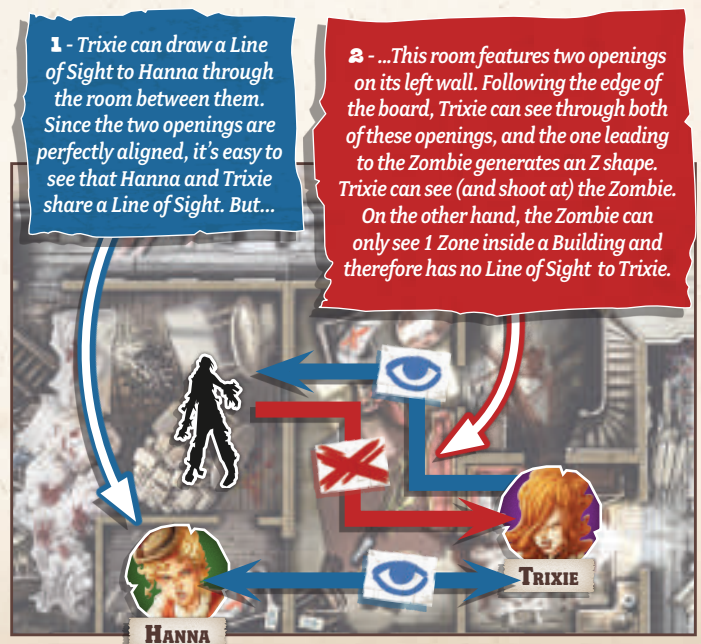 1 - Trixie can draw a Line
of Sight to Hanna through
the room between them.
Since the two openings are
perfectly aligned, it’s easy to
see that Hanna and Trixie
share a Line of Sight. But...
2 - ...This room features two openings
on its left wall. Following the edge of
the board, Trixie can see through both
of these openings, and the one leading
to the Zombie generates an Z shape.
Trixie can see (and shoot at) the Zombie.
On the other hand, the Zombie can
only see 1 Zone inside a Building and
therefore has no Line of Sight to Trixie.
Trixie
Hanna